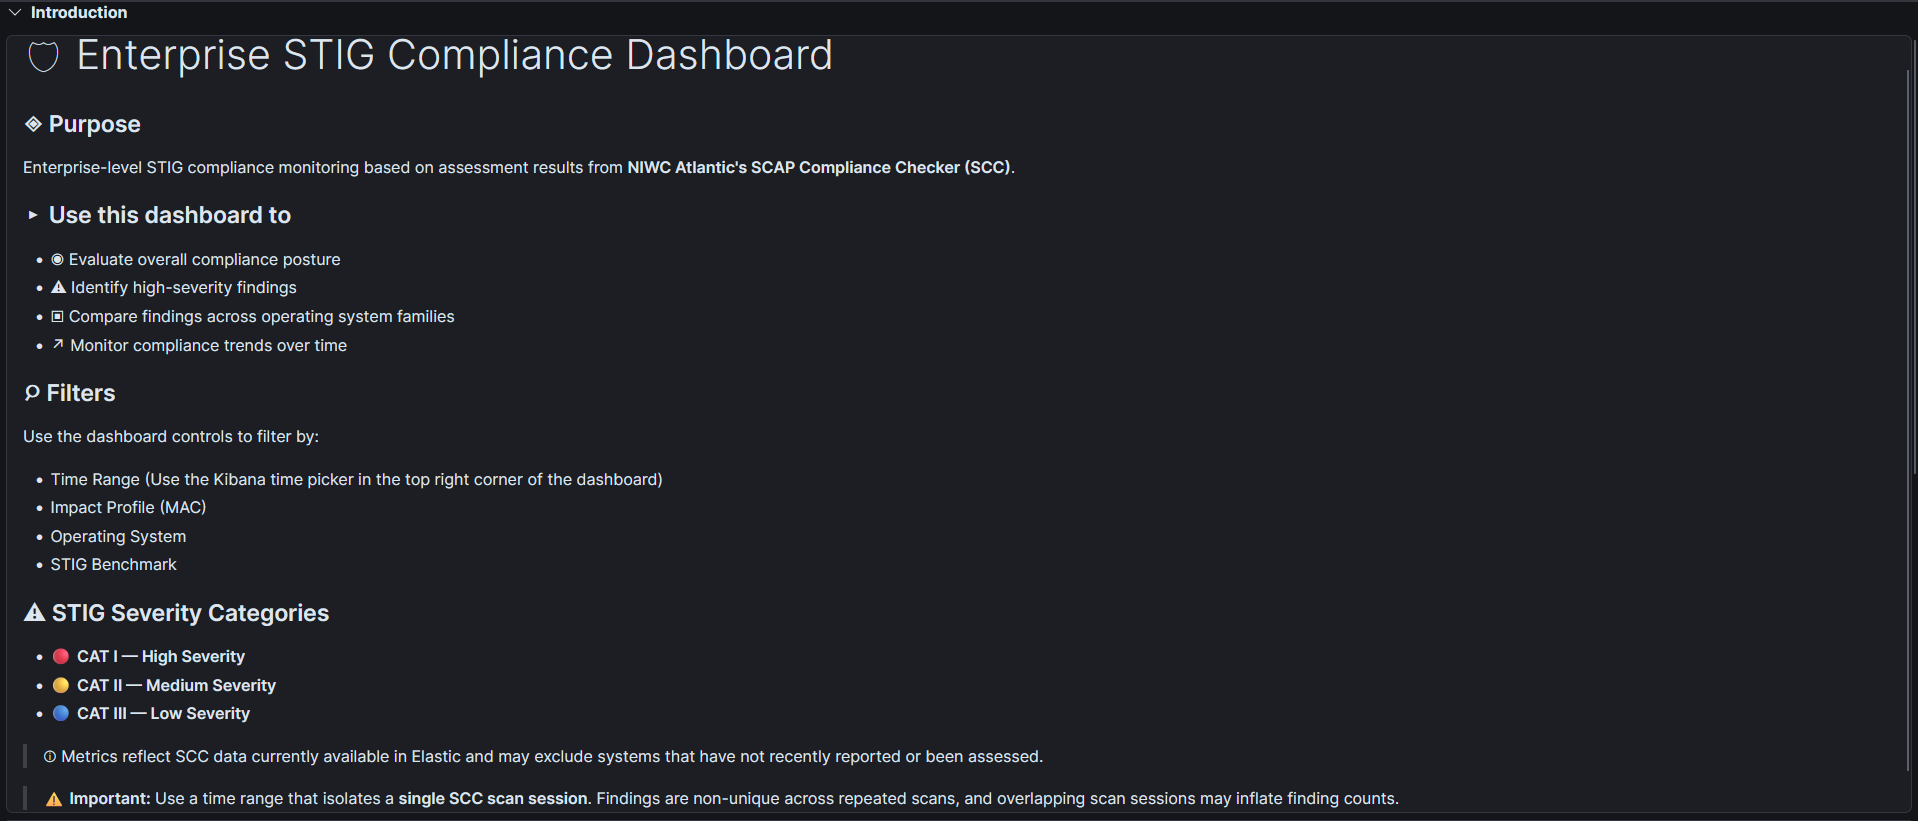 Introduction
Enterprise STIG Compliance Dashboard
Purpose
Enterprise-level STIG compliance monitoring based on assessment results from NIWC Atlantic's SCAP Compliance Checker (SCC).
Use this dashboard to
Evaluate overall compliance posture
Identify high-severity findings
Compare findings across operating system families
Monitor compliance trends over time
Filters
Use the dashboard controls to filter by:
Time Range (Use the Kibana time picker in the top right corner of the dashboard)
Impact Profile (MAC)
Operating System
STIG Benchmark
STIG Severity Categories
CAT I — High Severity
CAT II — Medium Severity
CAT III — Low Severity
Metrics reflect SCC data currently available in Elastic and may exclude systems that have not recently reported or been assessed.
Important: Use a time range that isolates a single SCC scan session. Findings are non-unique across repeated scans, and overlapping scan sessions may inflate finding counts.